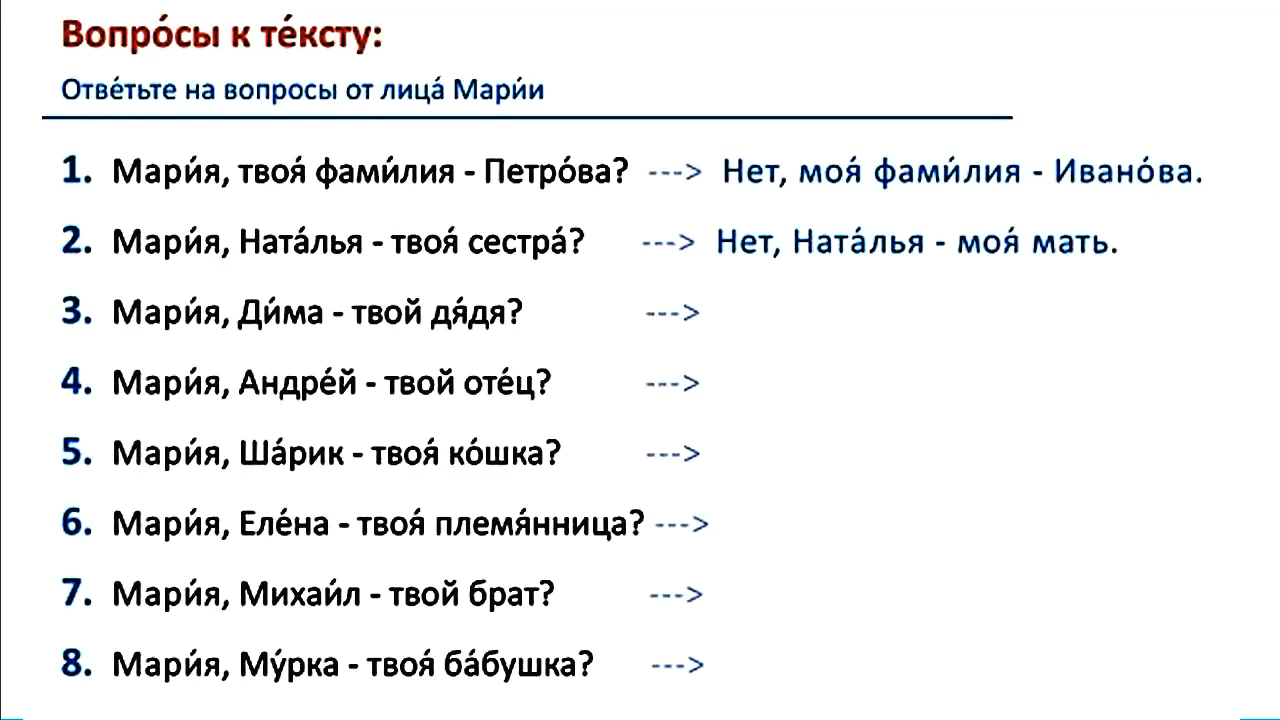 Вопро́сы к те́ксту:
Отве́тьте на вопросы от лица́ Мари́и
1. Мари́я, твоя́ фами́лия - Петро́ва? ---> Нет, моя́ фами́лия - Ивано́ва.
2. Мари́я, Ната́лья - твоя́ сестра́? ---> Нет, Ната́лья - моя́ мать.
3. Мари́я, Ди́ма - твой дя́дя? --->
4. Мари́я, Андре́й - твой оте́ц? --->
5. Мари́я, Ша́рик - твоя́ ко́шка? --->
6. Мари́я, Еле́на - твоя́ племя́нница? --->
7. Мари́я, Михаи́л - твой брат? --->
8. Мари́я, Му́рка - твоя́ ба́бушка? --->